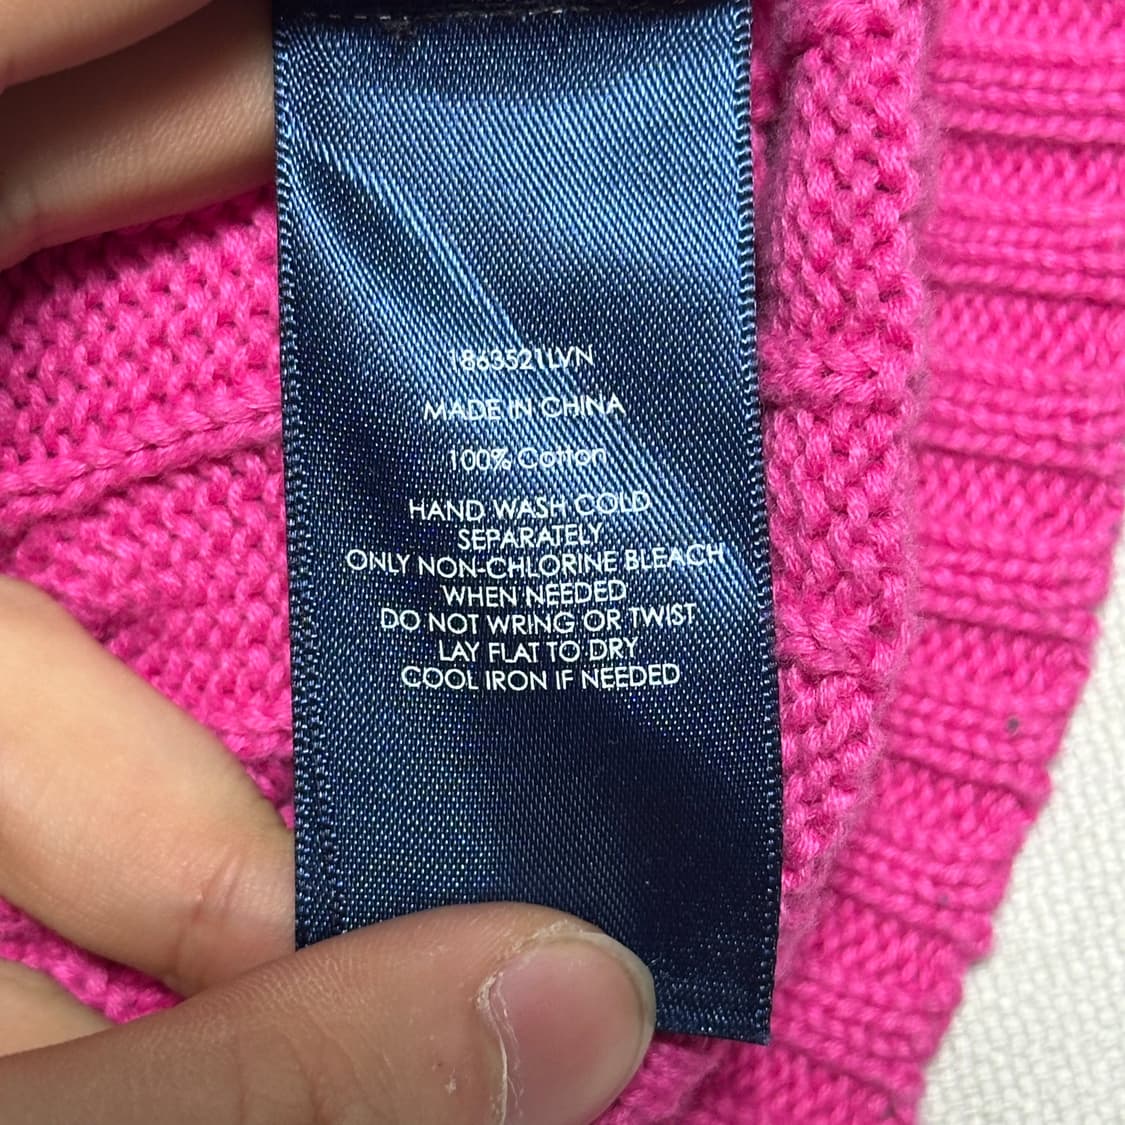 1863521LVN
MADE IN CHINA
100% Cotton
HAND WASH COLD
SEPARATELY
ONLY NON-CHLORINE BLEACH
WHEN NEEDED
DO NOT WRING OR TWIST
LAY FLAT TO DRY
COOL IRON IF NEEDED